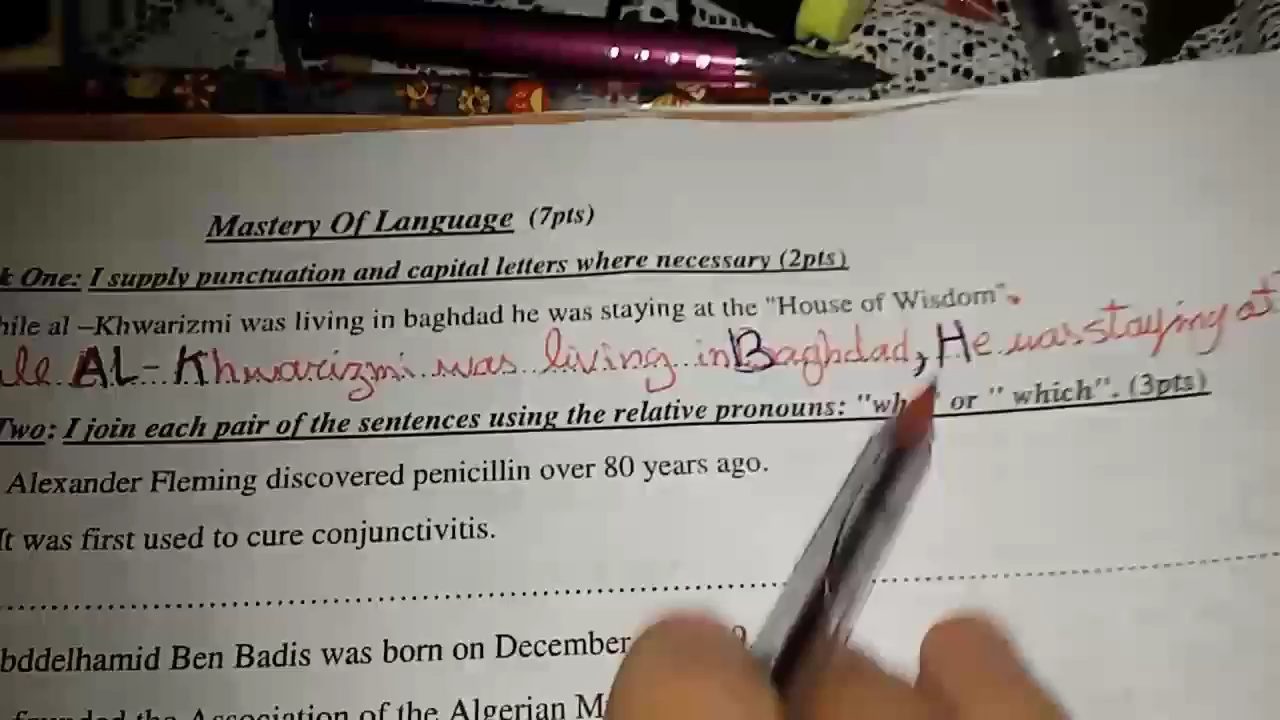 Mastery Of Language (7pts)
k One: I supply punctuation and capital letters where necessary (2pts)
hile al –Khwarizmi was living in baghdad he was staying at the "House of Wisdom".
le AL-Khwarizmi was living in Baghdad, He was staying at
Two: I join each pair of the sentences using the relative pronouns: "wh " or " which". (3pts)
Alexander Fleming discovered penicillin over 80 years ago.
It was first used to cure conjunctivitis.
bddelhamid Ben Badis was born on December
founded the Association of the Algerian M